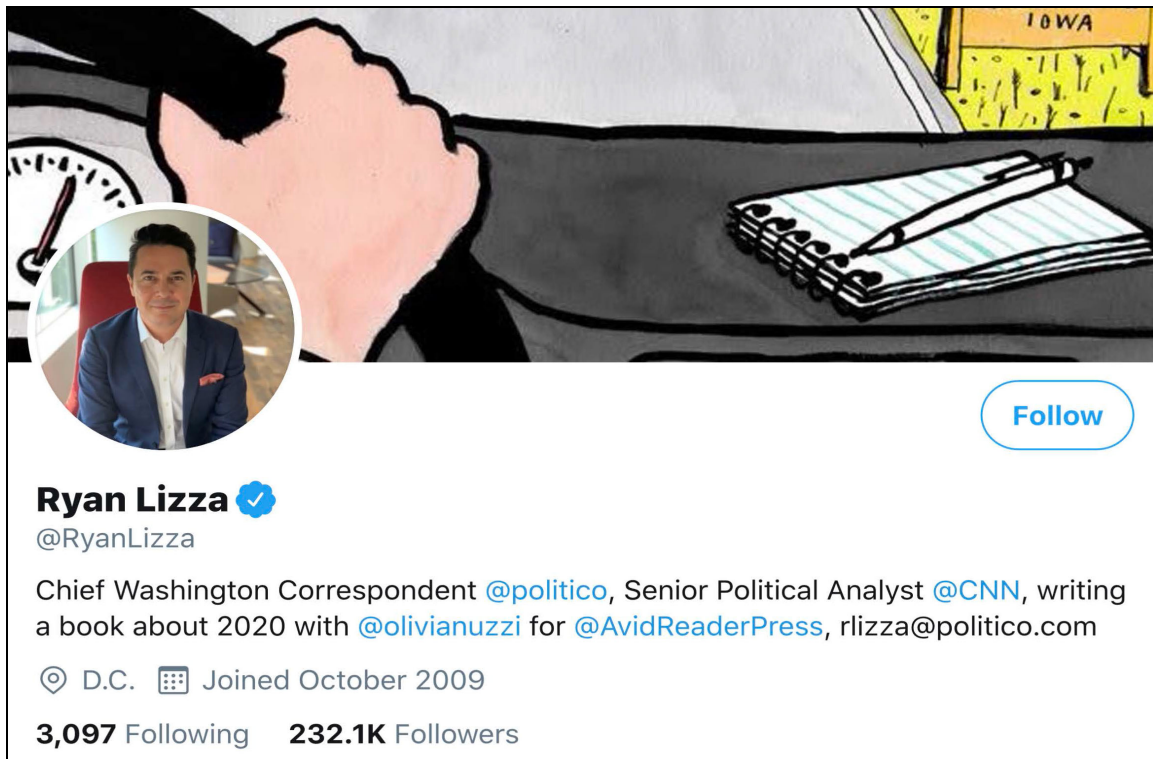 IOWA
Follow
Ryan Lizza
@RyanLizza
Chief Washington Correspondent @politico, Senior Political Analyst @CNN, writing
a book about 2020 with @olivianuzzi for @AvidReaderPress, rlizza@politico.com
D.C. Joined October 2009
3,097 Following 232.1K Followers